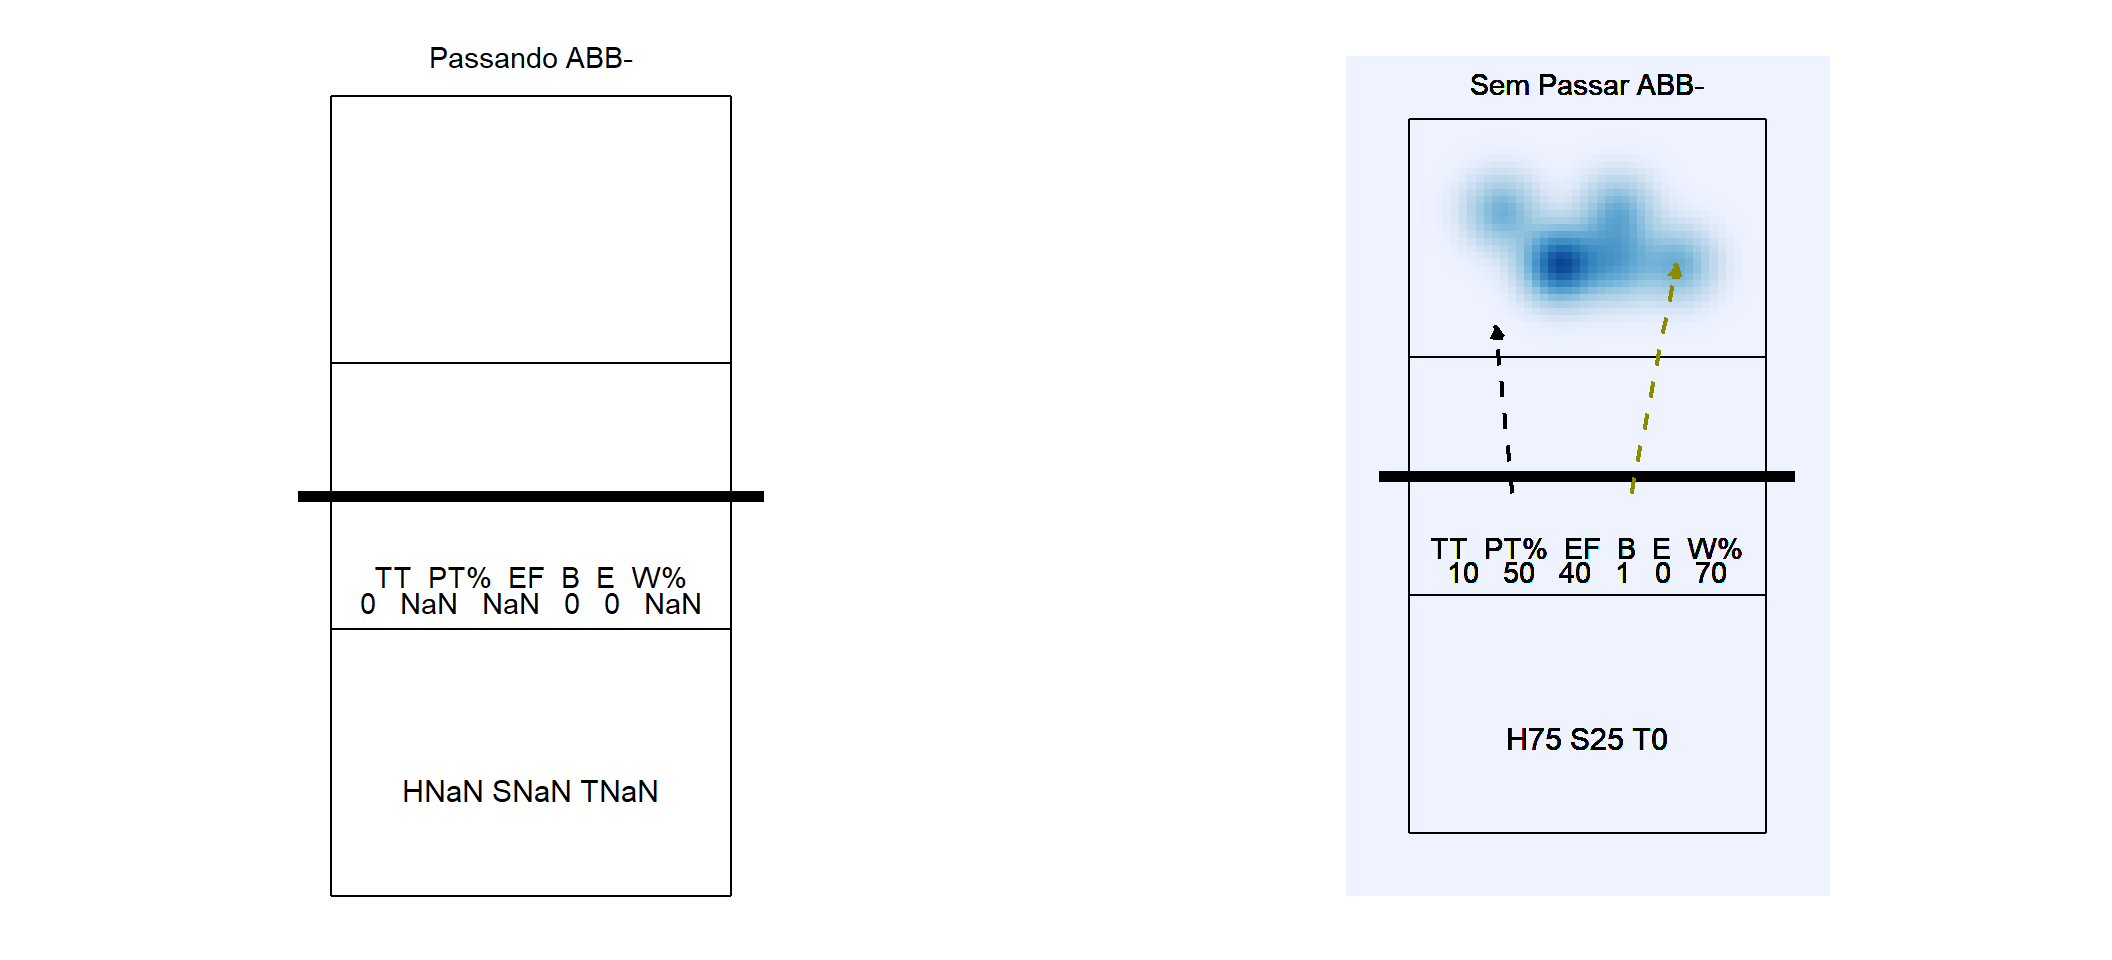 Passando ABB-
TT PT% EF B E W%
0 NaN NaN 0 0 NaN
HNaN SNaN TNaN
Sem Passar ABB-
TT PT% EF B E W%
10 50 40 1 0 70
H75 S25 T0